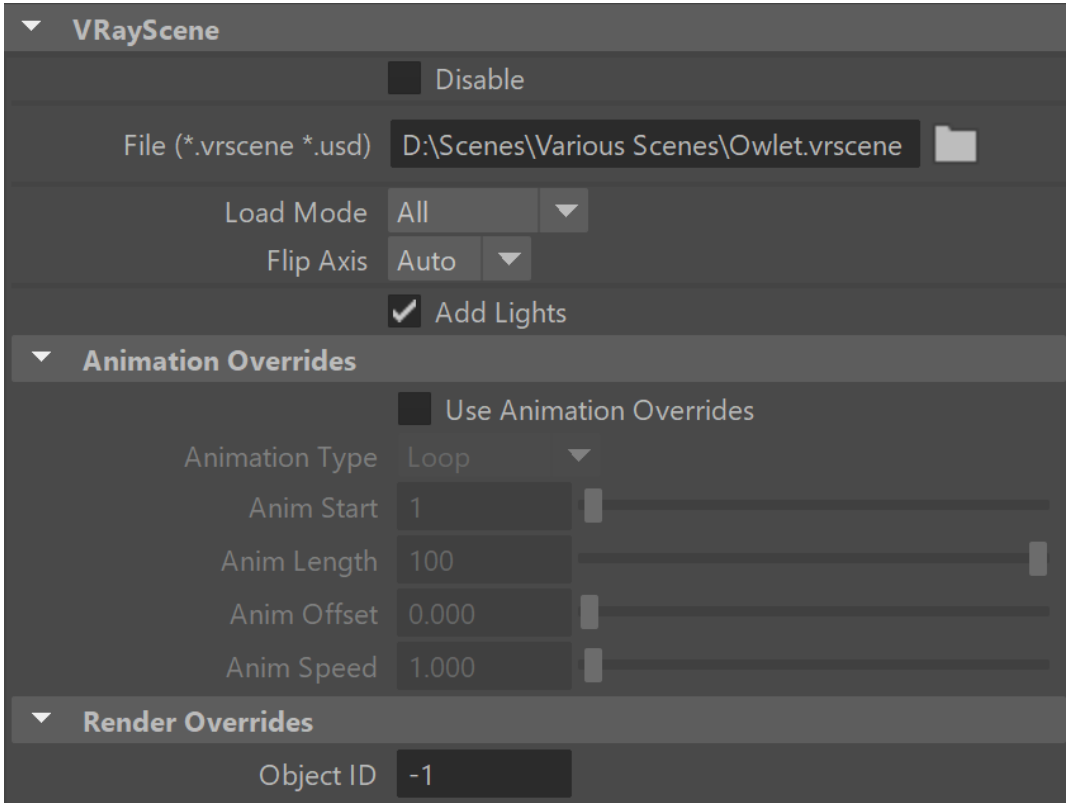 VRayScene
Disable
File (*.vrscene *.usd) D:\Scenes\Various Scenes\Owlet.vrscene
Load Mode All
Flip Axis Auto
Add Lights
Animation Overrides
Use Animation Overrides
Animation Type Loop
Anim Start 1
Anim Length 100
Anim Offset 0.000
Anim Speed 1.000
Render Overrides
Object ID -1